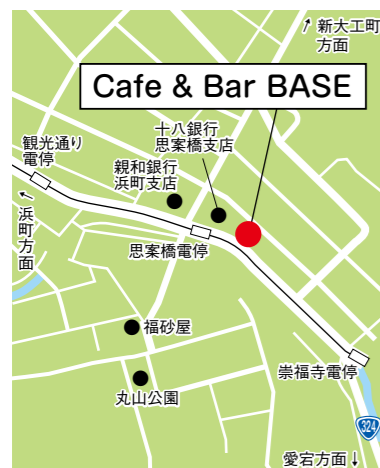 ↗新大工町
方面
Cafe & Bar BASE
十八銀行
思案橋支店
観光通り
電停
親和銀行
浜町支店
←浜町方面
思案橋電停
福砂屋
丸山公園
崇福寺電停
324
愛宕方面↓